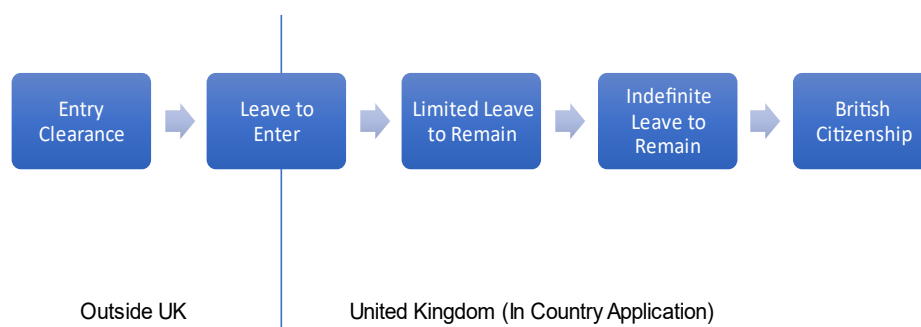 Entry
Clearance
Leave to
Enter
Limited Leave
to Remain
Indefinite
Leave to
Remain
British
Citizenship
Outside UK
United Kingdom (In Country Application)